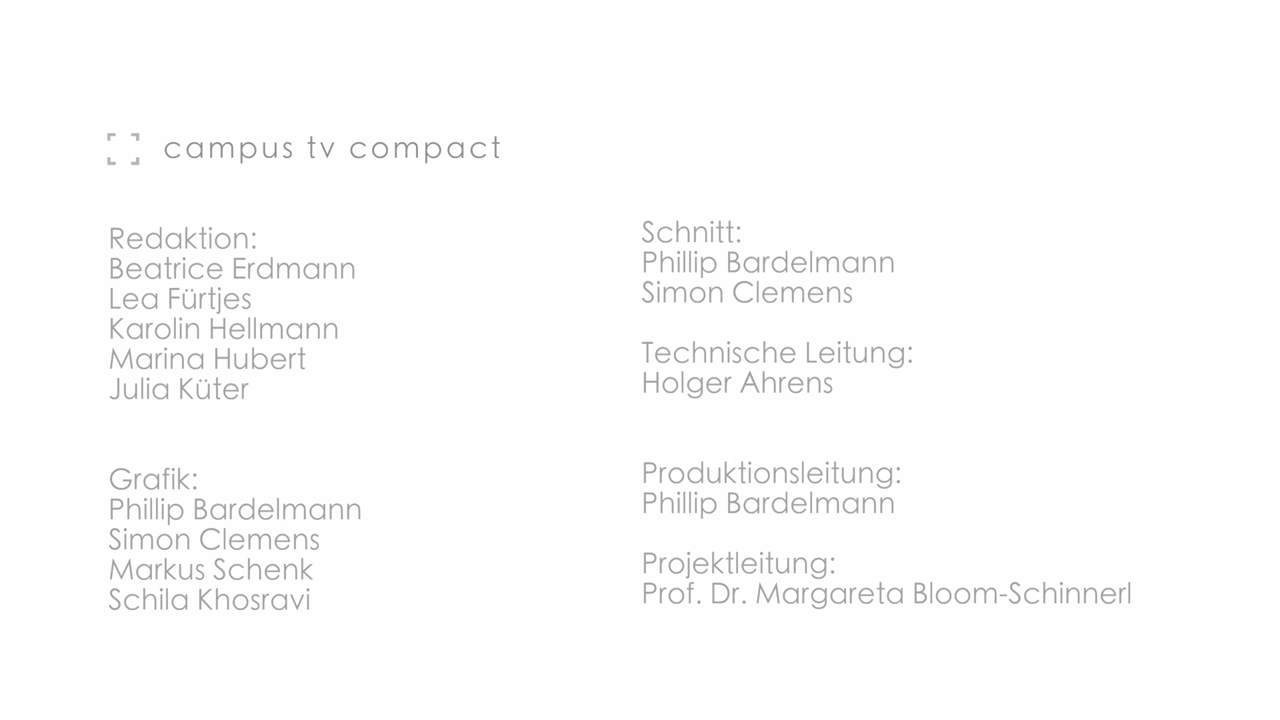 campus tv compact
Redaktion:
Beatrice Erdmann
Lea Fürtjes
Karolin Hellmann
Marina Hubert
Julia Küter
Grafik:
Phillip Bardelmann
Simon Clemens
Markus Schenk
Schila Khosravi
Schnitt:
Phillip Bardelmann
Simon Clemens
Technische Leitung:
Holger Ahrens
Produktionsleitung:
Phillip Bardelmann
Projektleitung:
Prof. Dr. Margareta Bloom-Schinnerl